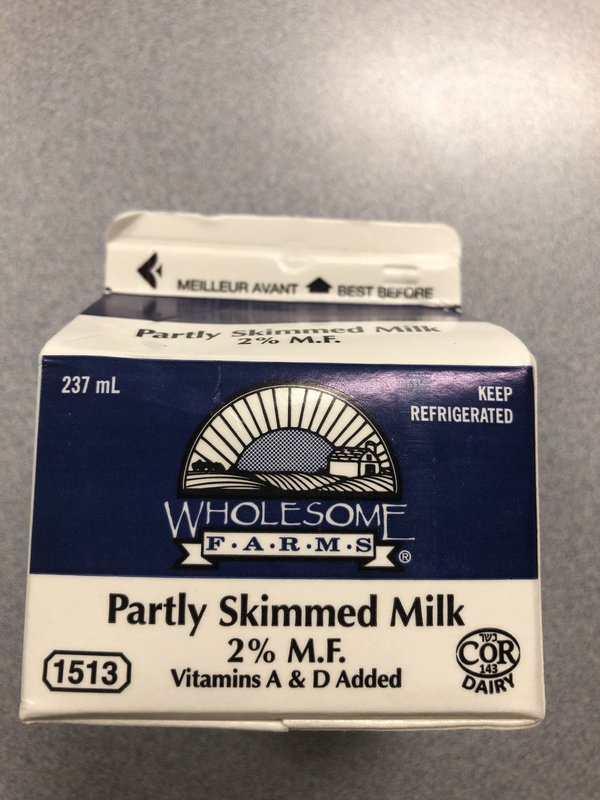 MEILLEUR AVANT BEST BEFORE
Partly Skimmed Milk
2% M.F.
237 mL
KEEP
REFRIGERATED
WHOLESOME
F·A·R·M·S ®
Partly Skimmed Milk
2% M.F.
Vitamins A & D Added
1513
כשר
COR
143
DAIRY